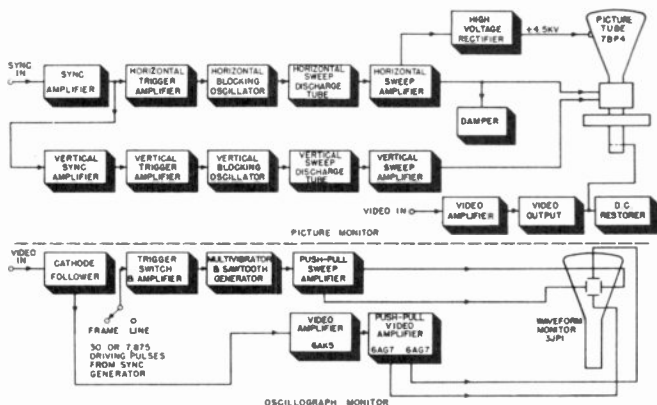 SYNC IN
SYNC AMPLIFIER
HORIZONTAL TRIGGER AMPLIFIER
HORIZONTAL BLOCKING OSCILLATOR
HORIZONTAL SWEEP DISCHARGE TUBE
HORIZONTAL SWEEP AMPLIFIER
HIGH VOLTAGE RECTIFIER
+4.5KV
PICTURE TUBE 7BP4
DAMPER
VERTICAL SYNC AMPLIFIER
VERTICAL TRIGGER AMPLIFIER
VERTICAL BLOCKING OSCILLATOR
VERTICAL SWEEP DISCHARGE TUBE
VERTICAL SWEEP AMPLIFIER
VIDEO IN
VIDEO AMPLIFIER
VIDEO OUTPUT
D.C. RESTORER
PICTURE MONITOR
VIDEO IN
CATHODE FOLLOWER
TRIGGER SWITCH & AMPLIFIER
MULTIVIBRATOR & SAWTOOTH GENERATOR
PUSH-PULL SWEEP AMPLIFIER
FRAME LINE
30 OR 7,875 DRIVING PULSES FROM SYNC GENERATOR
VIDEO AMPLIFIER 6AK5
PUSH-PULL VIDEO AMPLIFIER
6AG7 6AG7
WAVEFORM MONITOR 3JP1
OSCILLOGRAPH MONITOR